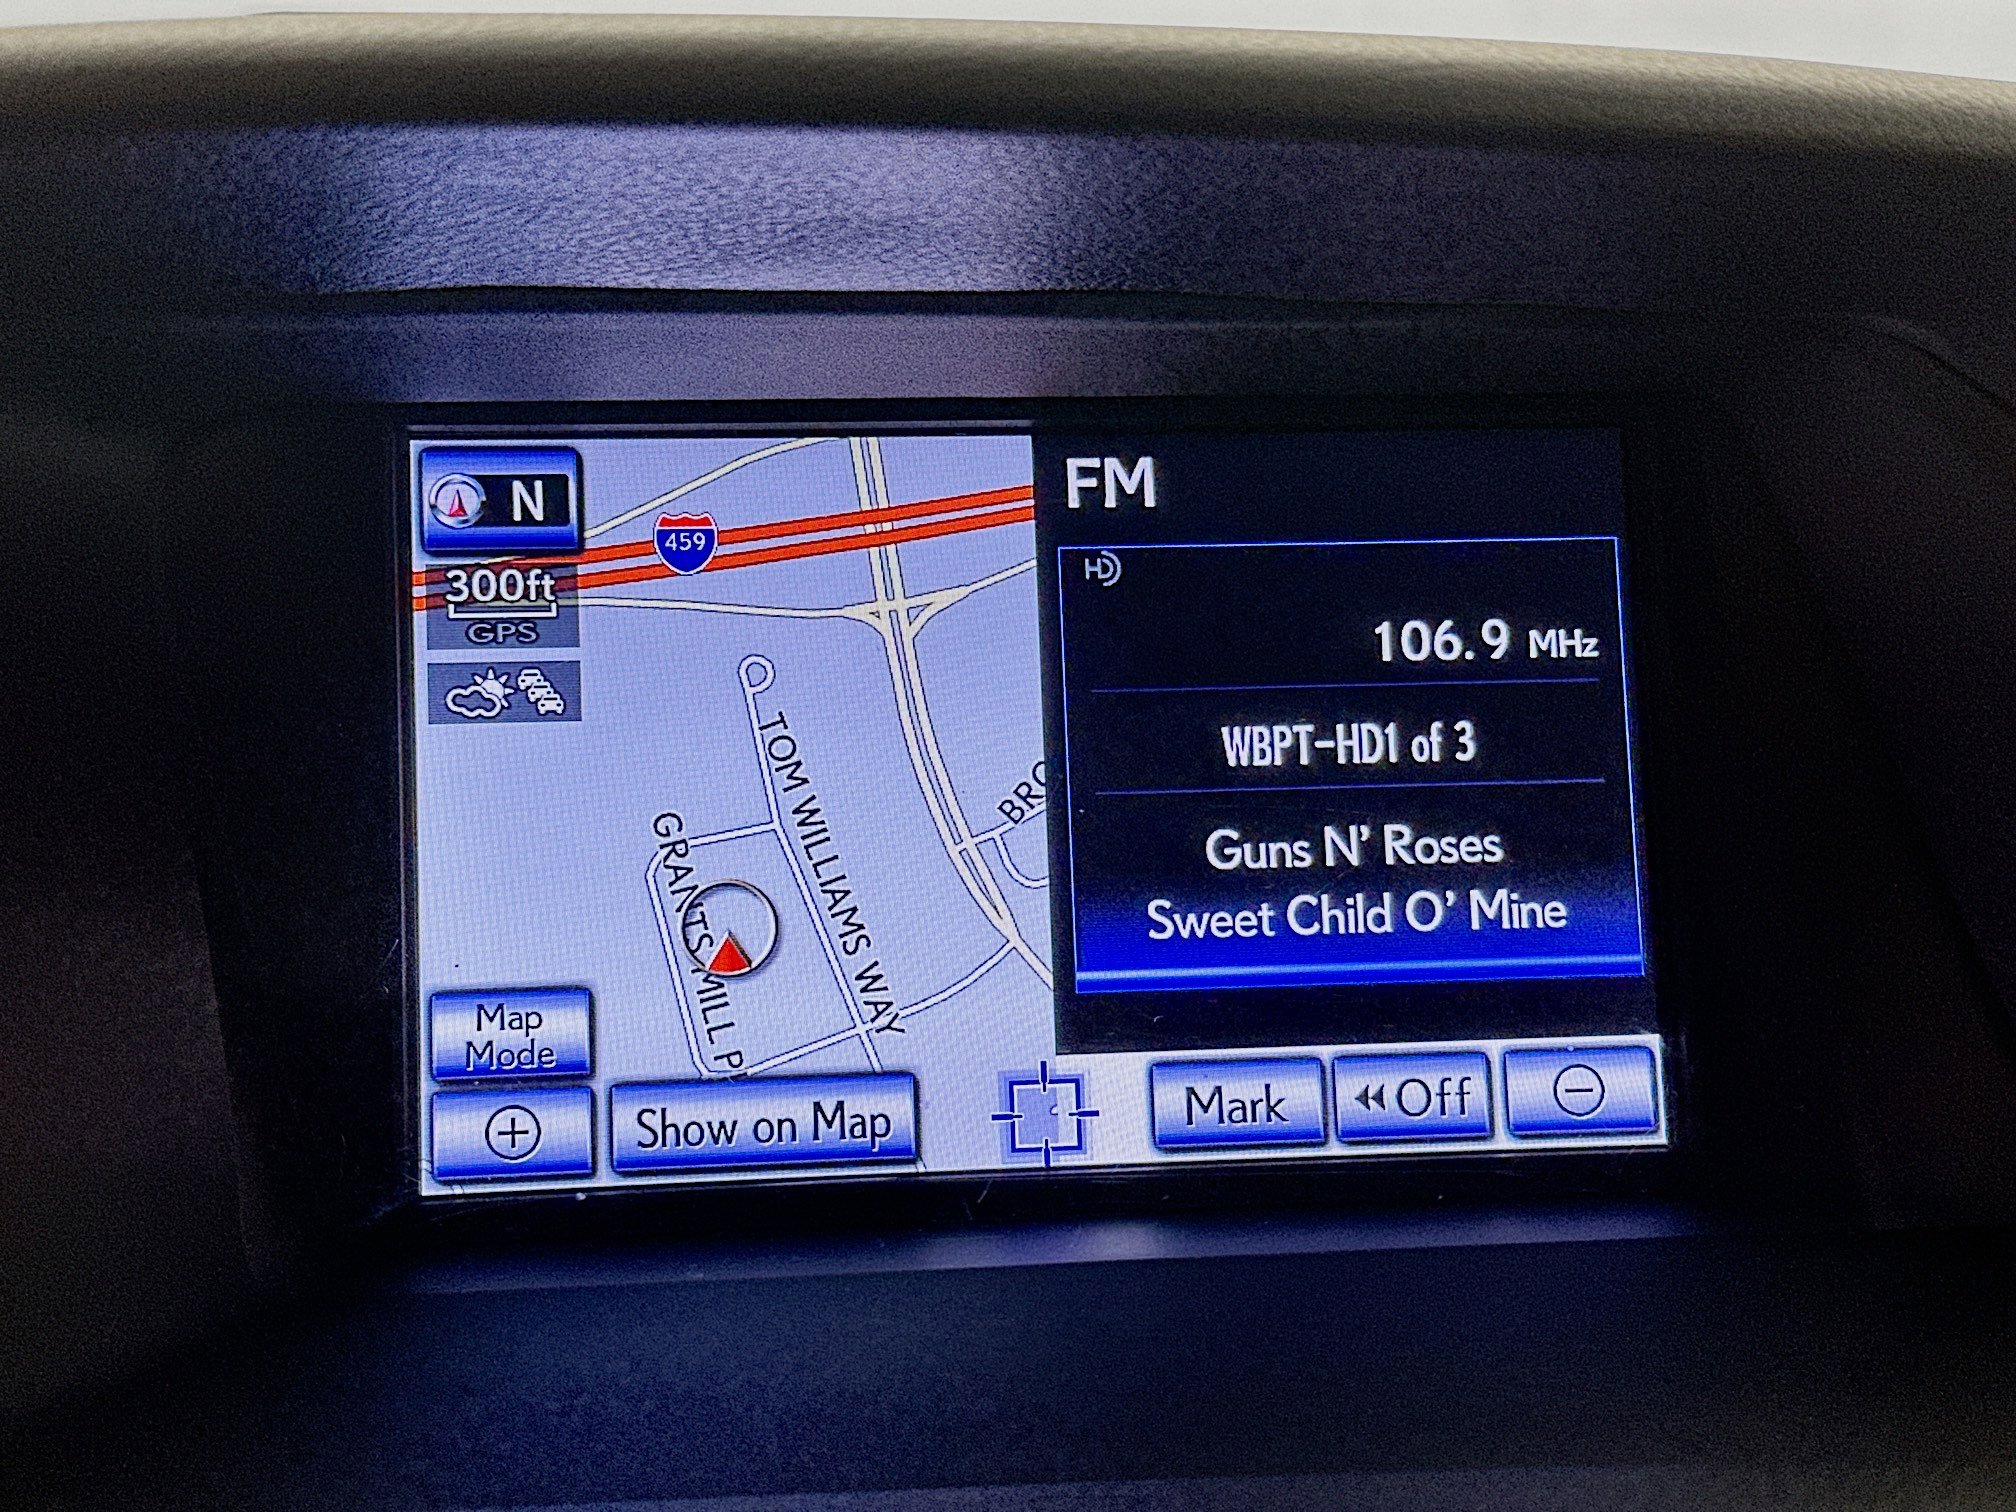 N
300ft
GPS
459
TOM WILLIAMS WAY
GRANTS MILL P
BRO
Map
Mode
Show on Map
FM
HD
106.9 MHz
WBPT-HD1 of 3
Guns N' Roses
Sweet Child O' Mine
Mark
Off